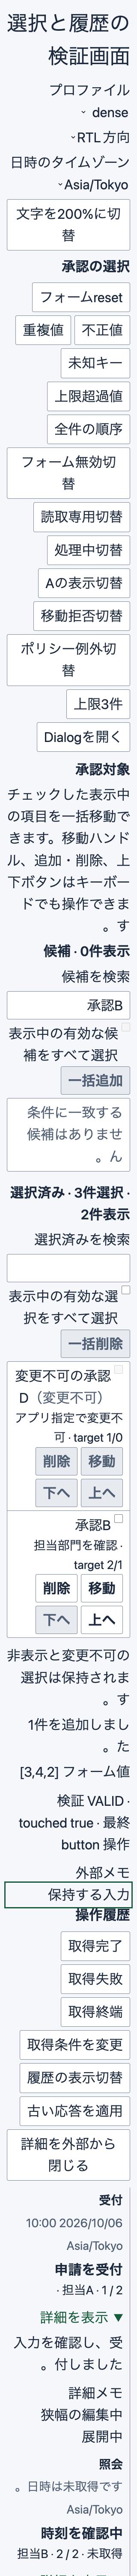 選択と履歴の
検証画面
プロファイル
dense
RTL 方向
日時のタイムゾーン
Asia/Tokyo
文字を200%に切
替
承認の選択
フォームreset
重複値 不正値
未知キー
上限超過値
全件の順序
フォーム無効切
替
読取専用切替
処理中切替
Aの表示切替
移動拒否切替
ポリシー例外切
替
上限3件
Dialogを開く
承認対象
チェックした表示中
の項目を一括移動で
きます。移動ハンド
ル、追加・削除、上
下ボタンはキーボー
ドでも操作できま
す。
候補・0件表示
候補を検索
承認B
表示中の有効な候
補をすべて選択
一括追加
条件に一致する
候補はありませ
ん。
選択済み・3件選択・
2件表示
選択済みを検索
表示中の有効な選
択をすべて選択
一括削除
変更不可の承認
D（変更不可）
アプリ指定で変更不
可・target 1/0
削除 移動
下へ 上へ
承認B
担当部門を確認・
target 2/1
削除 移動
下へ 上へ
非表示と変更不可の
選択は保持されま
す。
1件を追加しまし
た。
[3,4,2] フォーム値
検証 VALID・
touched true・最終
button 操作
外部メモ
保持する入力
操作履歴
取得完了
取得失敗
取得終端
取得条件を変更
履歴の表示切替
古い応答を適用
詳細を外部から
閉じる
受付
10:00 2026/10/06
Asia/Tokyo
申請を受付
・担当A・1 / 2
詳細を表示 ▼
入力を確認し、受
付しました。
詳細メモ
狭幅の編集中
展開中
照会
日時は未取得です。
Asia/Tokyo
時刻を確認中
担当B・2 / 2・未取得